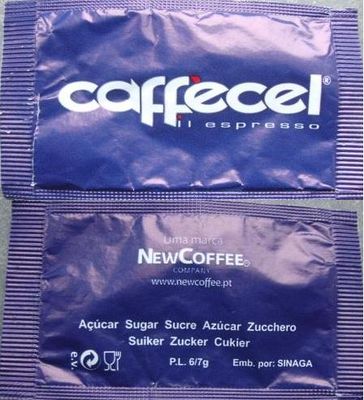 caffècel®
il espresso
Uma marca
NEWCOFFEE®
COMPANY
www.newcoffee.pt
Açúcar Sugar Sucre Azúcar Zucchero
Suiker Zucker Cukier
e.v.
P.L. 6/7g Emb. por: SINAGA